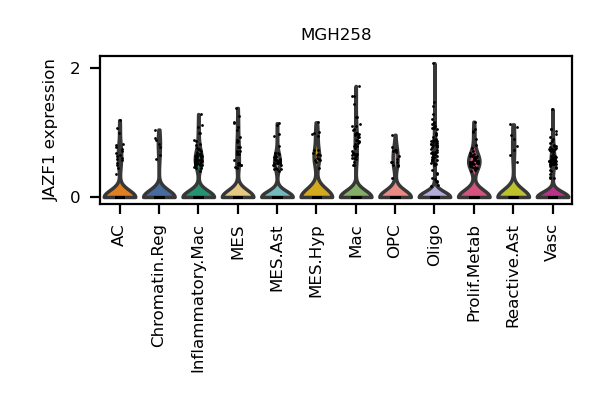 MGH258
JAZF1 expression
2
0
AC
Chromatin.Reg
Inflammatory.Mac
MES
MES.Ast
MES.Hyp
Mac
OPC
Oligo
Prolif.Metab
Reactive.Ast
Vasc